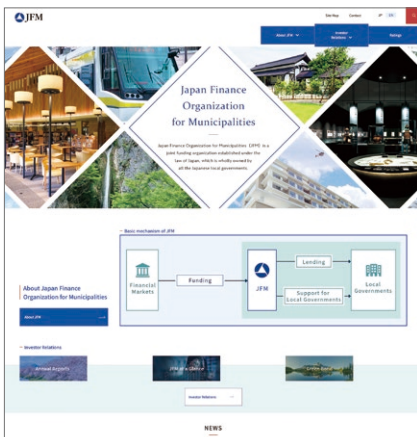 JFM
Site Map
Contact
JP
EN
About JFM
Investor
Relations
Ratings
Japan Finance
Organization
for Municipalities
Japan Finance Organization for Municipalities (JFM) is a
joint funding organization established under the
Law of Japan, which is wholly owned by
all the Japanese local governments
Basic mechanism of JFM
Financial
Markets
Funding
JFM
Lending
Support for
Local Governments
Local
Governments
About Japan Finance
Organization for Municipalities
About JFM
Investor Relations
Annual Reports
JFM at a Glance
Green Bond
Investor Relations
NEWS